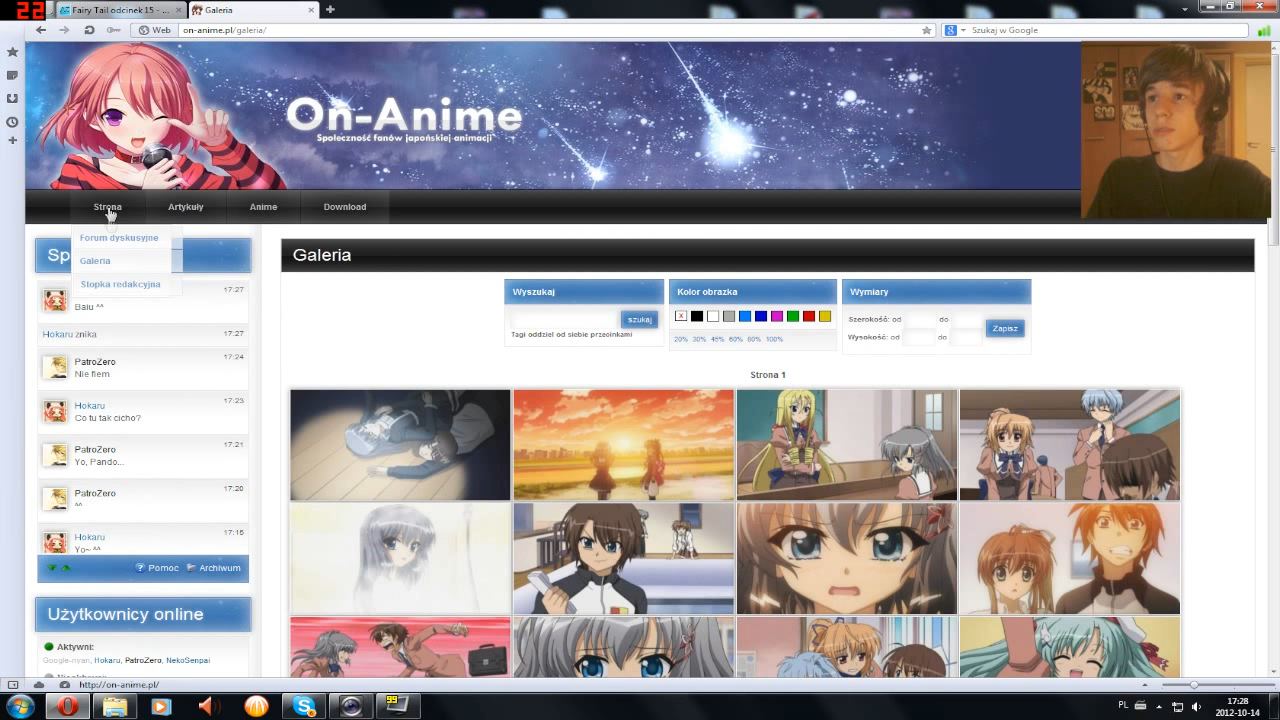 22
Fairy Tail odcinek 15 - ...
Galeria
Web
on-anime.pl/galeria/
Szukaj w Google
On-Anime
Społeczność fanów japońskiej animacji
Strona
Artykuły
Anime
Download
Forum dyskusyjne
Galeria
Stopka redakcyjna
Sp
17:27
Baiu ^^
Hokaru znika
17:27
PatroZero
17:24
Nie fiem
Hokaru
17:23
Co tu tak cicho?
PatroZero
17:21
Yo, Pando...
PatroZero
17:20
^^
Hokaru
17:15
Yo~ ^^
Pomoc
Archiwum
Użytkownicy online
Aktywni:
Google-nyan, Hokaru, PatroZero, NekoSenpai
Galeria
Wyszukaj
szukaj
Tagi oddziel od siebie przecinkami
Kolor obrazka
X
20% 30% 45% 60% 80% 100%
Wymiary
Szerokość: od do
Wysokość: od do
Zapisz
Strona 1
http://on-anime.pl/
PL
17:28
2012-10-14